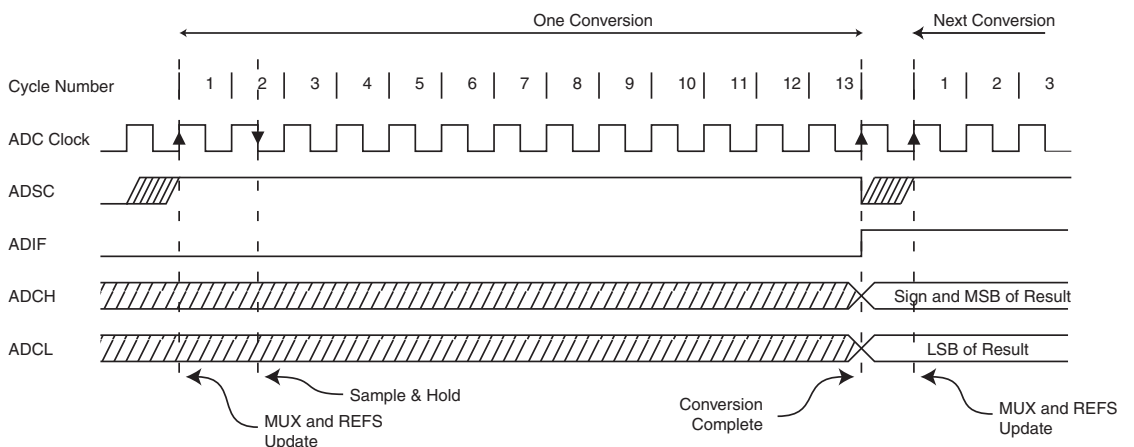 One Conversion
Next Conversion
Cycle Number
1 2 3 4 5 6 7 8 9 10 11 12 13 1 2 3
ADC Clock
ADSC
ADIF
ADCH
Sign and MSB of Result
ADCL
LSB of Result
MUX and REFS
Update
Sample & Hold
Conversion
Complete
MUX and REFS
Update